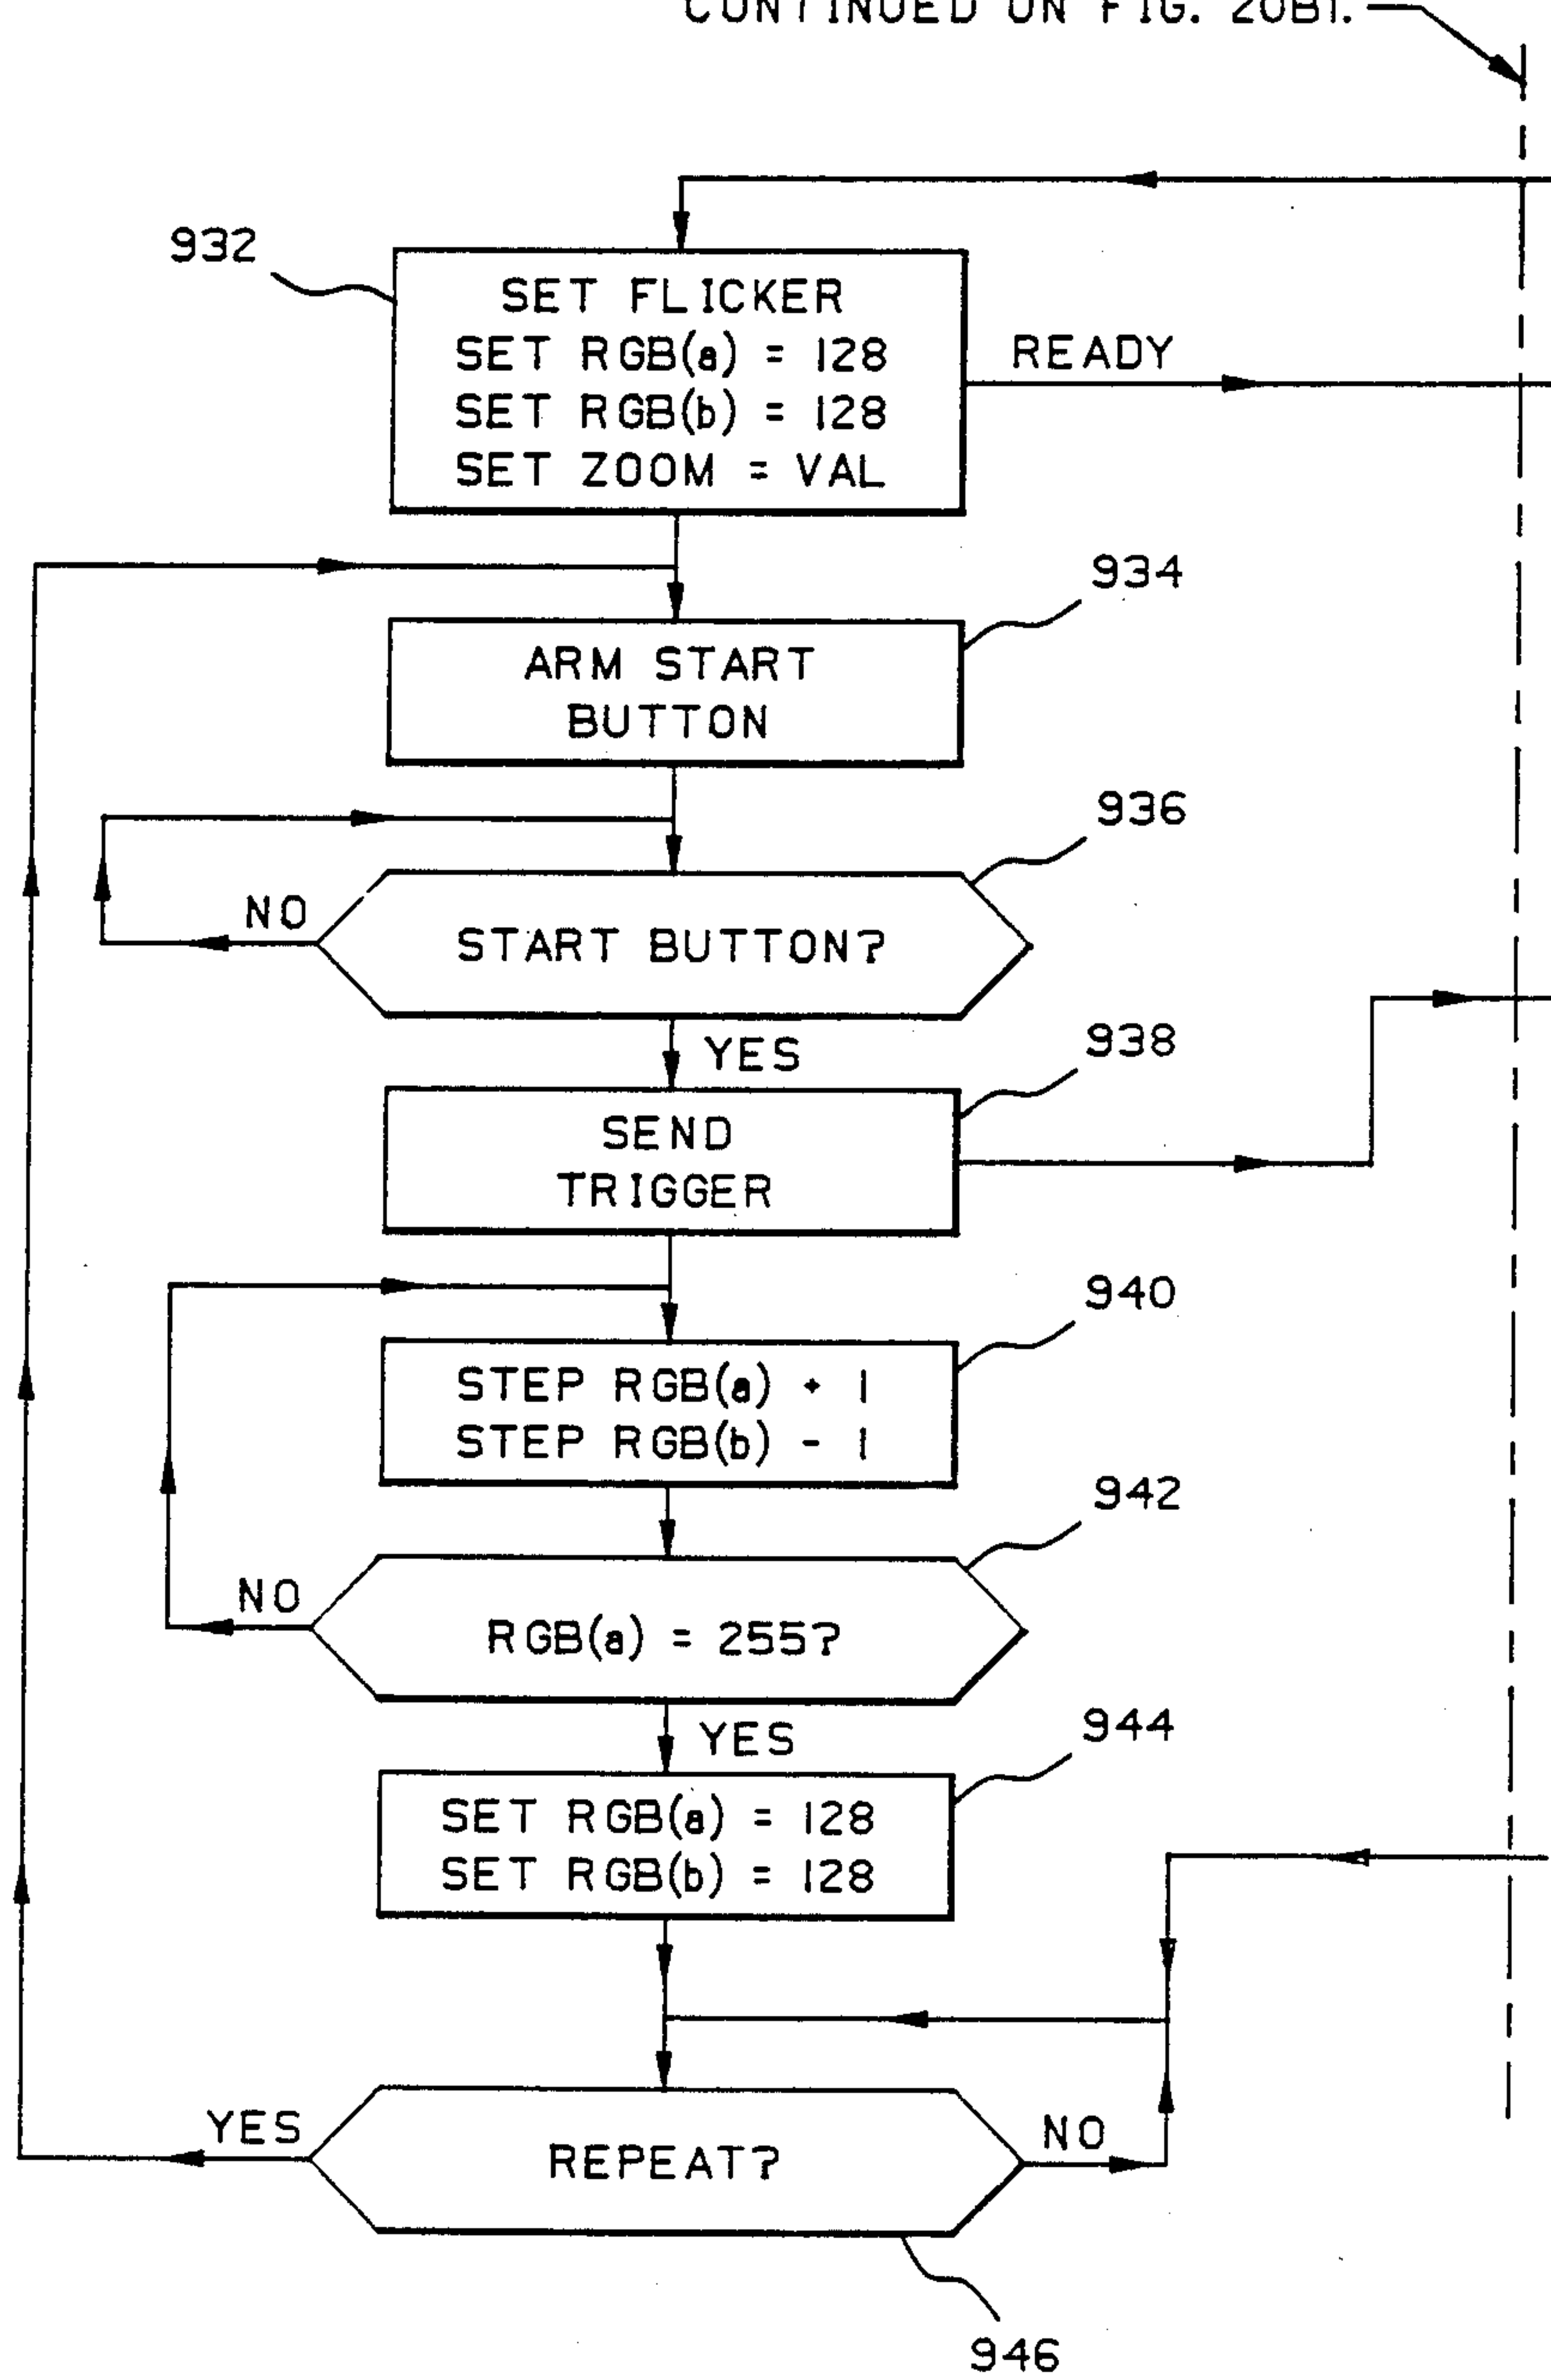 CONTINUED ON FIG. 20B1.
932
SET FLICKER
SET RGB(a) = 128
SET RGB(b) = 128
SET ZOOM = VAL
READY
934
ARM START
BUTTON
936
NO
START BUTTON?
YES
938
SEND
TRIGGER
940
STEP RGB(a) + 1
STEP RGB(b) - 1
942
NO
RGB(a) = 255?
YES
944
SET RGB(a) = 128
SET RGB(b) = 128
YES
REPEAT?
NO
946